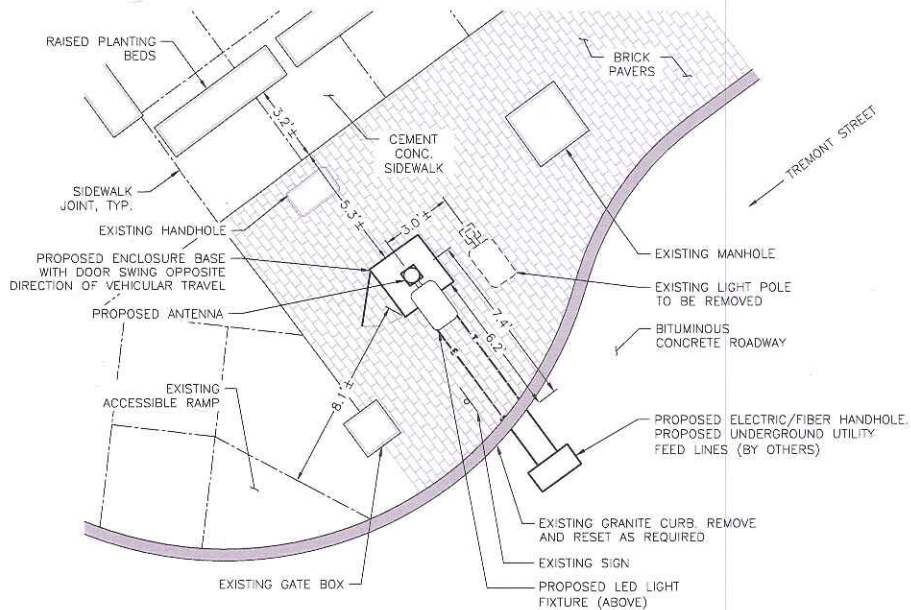 RAISED PLANTING
BEDS
BRICK
PAVERS
TREMONT STREET
3.2'±
CEMENT
CONC.
SIDEWALK
SIDEWALK
JOINT, TYP.
5.3'±
EXISTING HANDHOLE
3.0'±
PROPOSED ENCLOSURE BASE
WITH DOOR SWING OPPOSITE
DIRECTION OF VEHICULAR TRAVEL
EXISTING MANHOLE
EXISTING LIGHT POLE
TO BE REMOVED
PROPOSED ANTENNA
7.4'
6.2'
BITUMINOUS
CONCRETE ROADWAY
E
T
EXISTING
ACCESSIBLE RAMP
8.1'±
PROPOSED ELECTRIC/FIBER HANDHOLE.
PROPOSED UNDERGROUND UTILITY
FEED LINES (BY OTHERS)
EXISTING GRANITE CURB. REMOVE
AND RESET AS REQUIRED
EXISTING SIGN
EXISTING GATE BOX
PROPOSED LED LIGHT
FIXTURE (ABOVE)